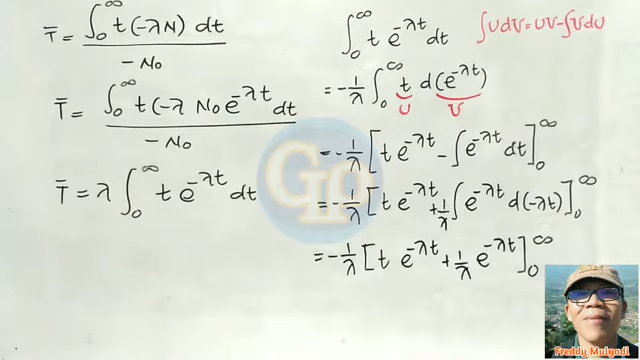 T̄ = ∫₀^∞ t(-λN) dt / -N₀
T̄ = ∫₀^∞ t(-λ N₀ e^{-λt} dt / -N₀
T̄ = λ ∫₀^∞ t e^{-λt} dt
∫₀^∞ t e^{-λt} dt
∫UdV=UV-∫VdU
= -1/λ ∫₀^∞ t d(e^{-λt})
U V
= -1/λ [t e^{-λt} - ∫e^{-λt} dt]₀^∞
= -1/λ [t e^{-λt} + 1/λ ∫e^{-λt} d(-λt)]₀^∞
= -1/λ [t e^{-λt} + 1/λ e^{-λt}]₀^∞
Freddy Mulyadi